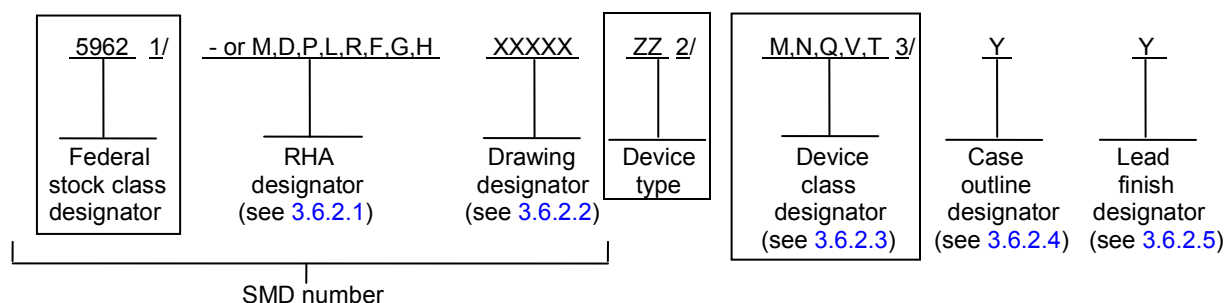 5962 1/ - or M,D,P,L,R,F,G,H XXXXX ZZ 2/ M,N,Q,V,T 3/ Y Y
Federal stock class designator
RHA designator (see 3.6.2.1)
Drawing designator (see 3.6.2.2)
Device type
Device class designator (see 3.6.2.3)
Case outline designator (see 3.6.2.4)
Lead finish designator (see 3.6.2.5)
SMD number